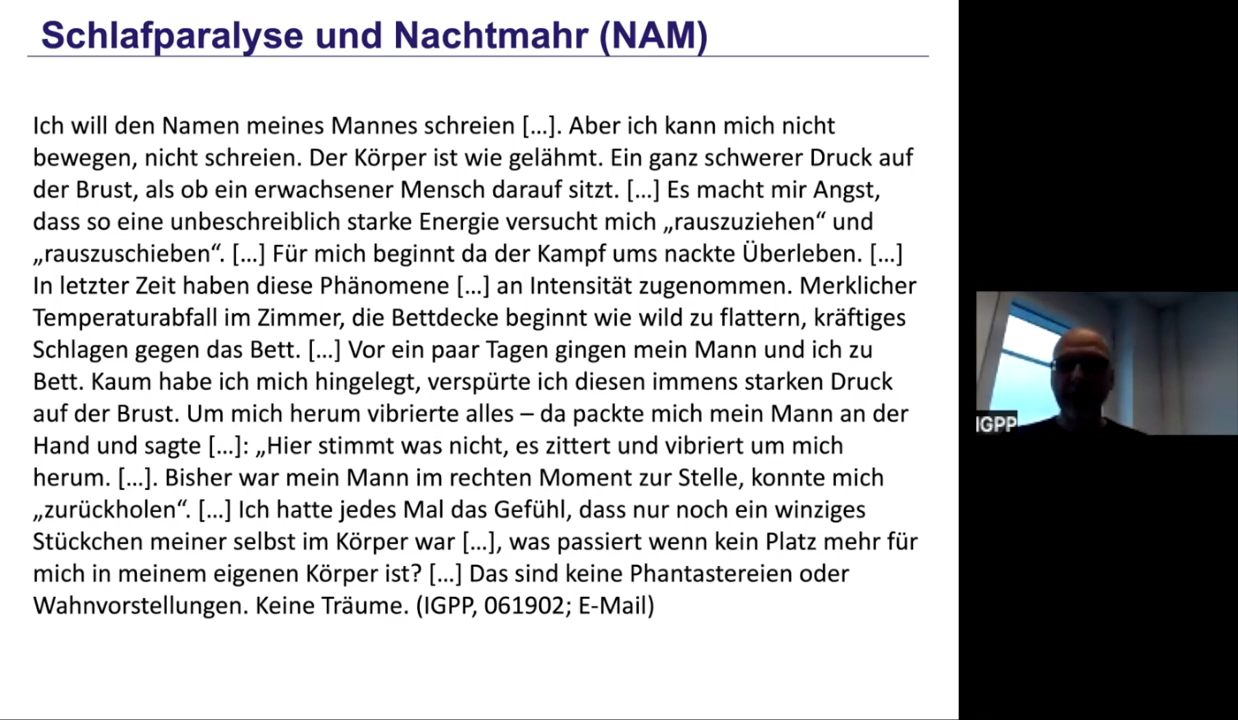 Schlafparalyse und Nachtmahr (NAM)
Ich will den Namen meines Mannes schreien [...]. Aber ich kann mich nicht
bewegen, nicht schreien. Der Körper ist wie gelähmt. Ein ganz schwerer Druck auf
der Brust, als ob ein erwachsener Mensch darauf sitzt. [...] Es macht mir Angst,
dass so eine unbeschreiblich starke Energie versucht mich „rauszuziehen“ und
„rauszuschieben“. [...] Für mich beginnt da der Kampf ums nackte Überleben. [...]
In letzter Zeit haben diese Phänomene [...] an Intensität zugenommen. Merklicher
Temperaturabfall im Zimmer, die Bettdecke beginnt wie wild zu flattern, kräftiges
Schlagen gegen das Bett. [...] Vor ein paar Tagen gingen mein Mann und ich zu
Bett. Kaum habe ich mich hingelegt, verspürte ich diesen immens starken Druck
auf der Brust. Um mich herum vibrierte alles – da packte mich mein Mann an der
Hand und sagte [...]: „Hier stimmt was nicht, es zittert und vibriert um mich
herum. [...]. Bisher war mein Mann im rechten Moment zur Stelle, konnte mich
„zurückholen“. [...] Ich hatte jedes Mal das Gefühl, dass nur noch ein winziges
Stückchen meiner selbst im Körper war [...], was passiert wenn kein Platz mehr für
mich in meinem eigenen Körper ist? [...] Das sind keine Phantastereien oder
Wahnvorstellungen. Keine Träume. (IGPP, 061902; E-Mail)
IGPP